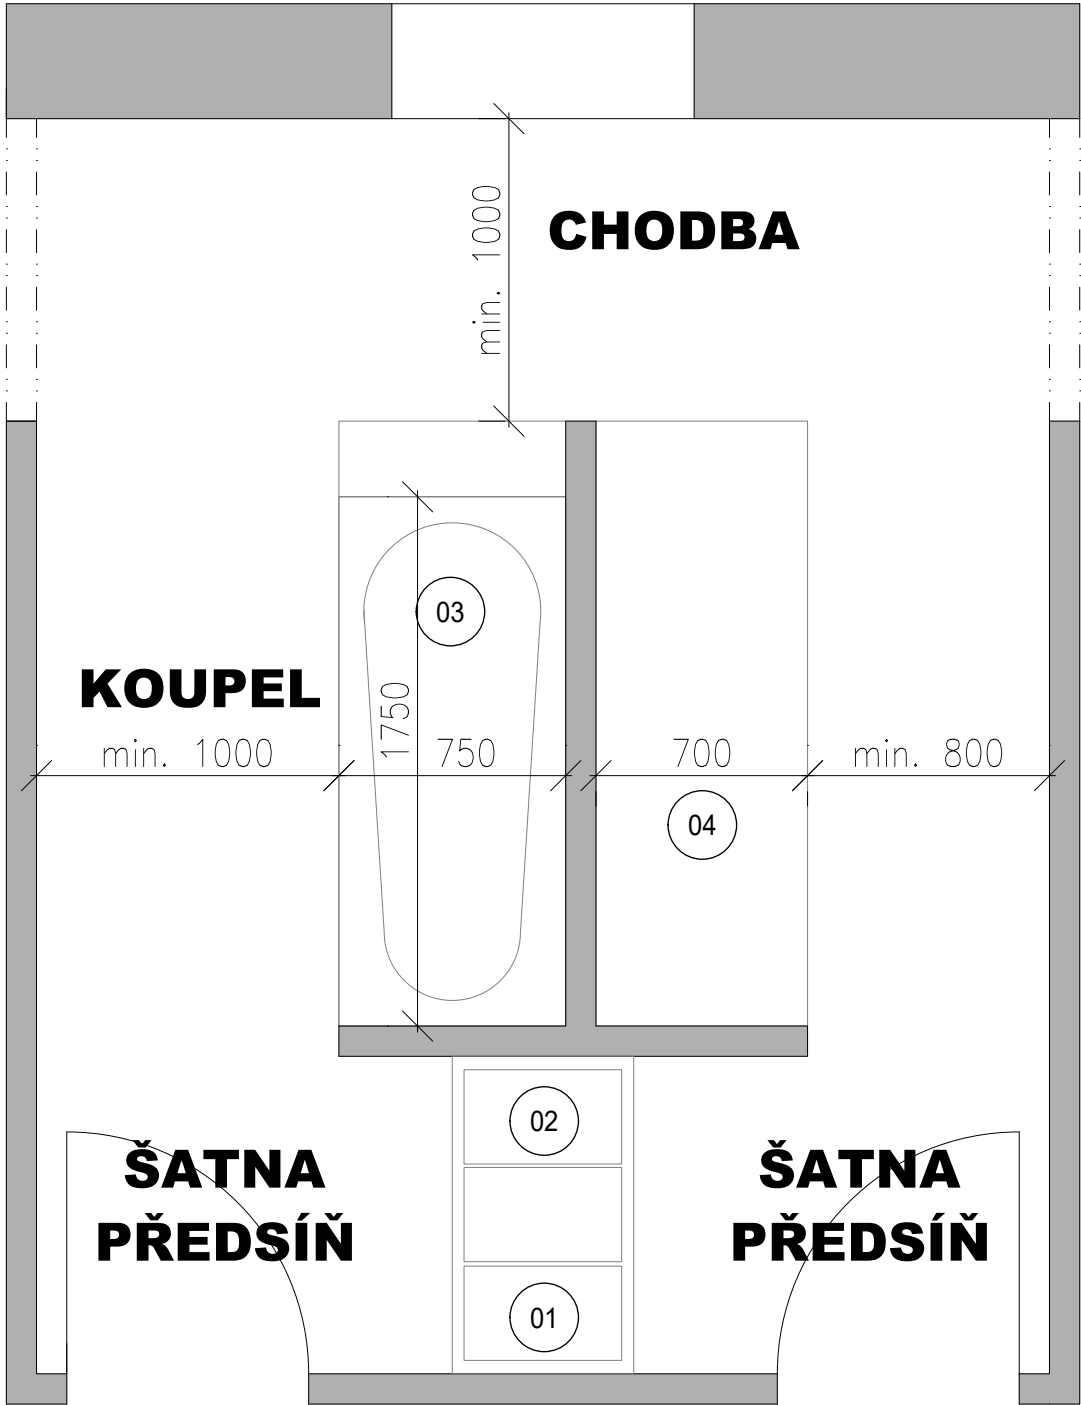 min. 1000
CHODBA
03
KOUPEL
1750
min. 1000
750
700
min. 800
04
02
ŠATNA
PŘEDSÍŇ
ŠATNA
PŘEDSÍŇ
01